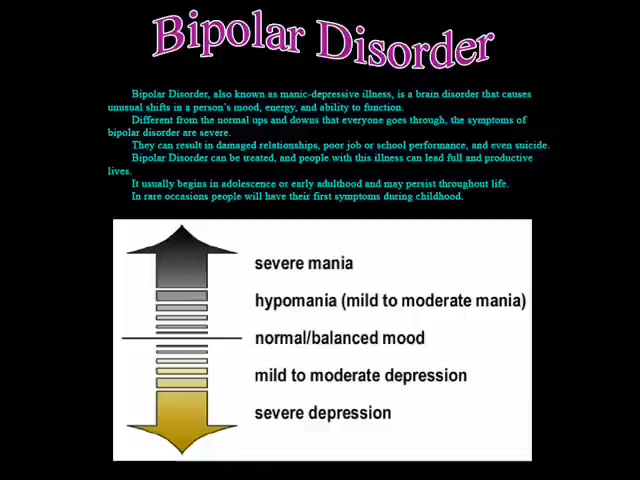 Bipolar Disorder
Bipolar Disorder, also known as manic-depressive illness, is a brain disorder that causes
unusual shifts in a person's mood, energy, and ability to function.
Different from the normal ups and downs that everyone goes through, the symptoms of
bipolar disorder are severe.
They can result in damaged relationships, poor job or school performance, and even suicide.
Bipolar Disorder can be treated, and people with this illness can lead full and productive
lives.
It usually begins in adolescence or early adulthood and may persist throughout life.
In rare occasions people will have their first symptoms during childhood.
severe mania
hypomania (mild to moderate mania)
normal/balanced mood
mild to moderate depression
severe depression